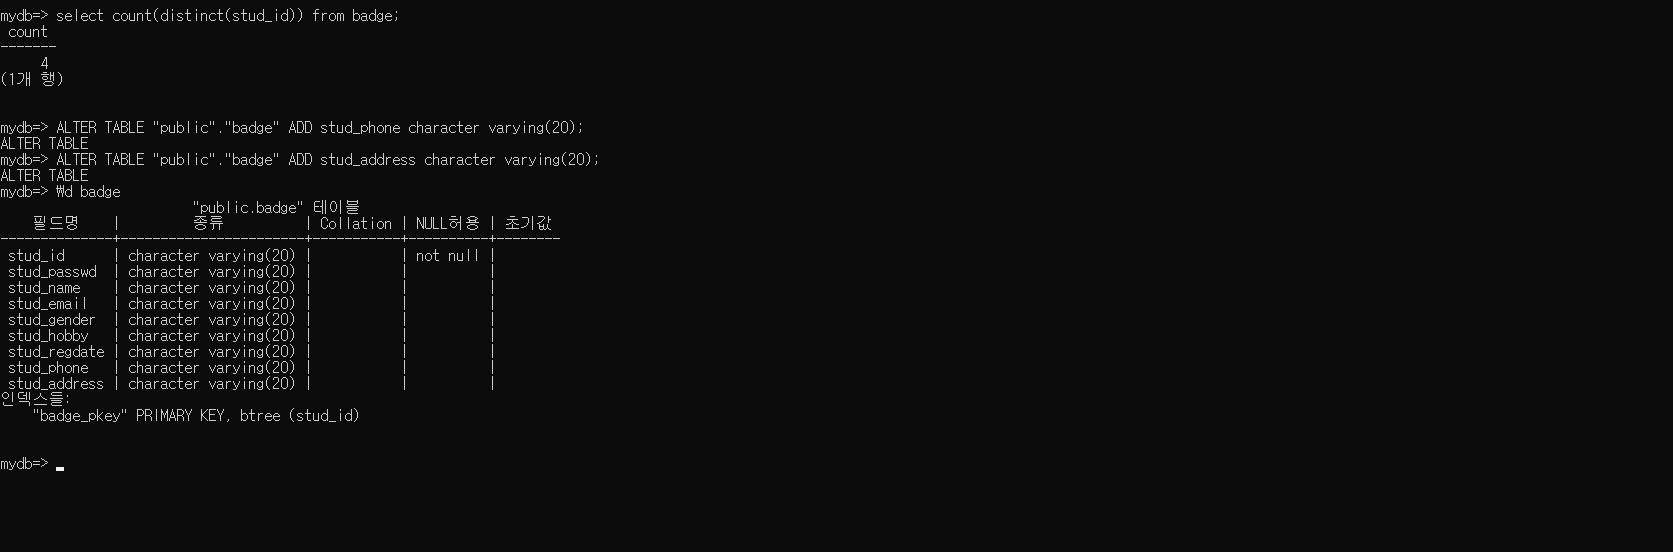 mydb=> select count(distinct(stud_id)) from badge;
 count
-------
     4
(1개 행)
mydb=> ALTER TABLE "public"."badge" ADD stud_phone character varying(20);
ALTER TABLE
mydb=> ALTER TABLE "public"."badge" ADD stud_address character varying(20);
ALTER TABLE
mydb=> ₩d badge
                        "public.badge" 테이블
    필드명    |         종류          | Collation | NULL허용 | 초기값
--------------+-----------------------+-----------+----------+--------
 stud_id      | character varying(20) |           | not null |
 stud_passwd  | character varying(20) |           |          |
 stud_name    | character varying(20) |           |          |
 stud_email   | character varying(20) |           |          |
 stud_gender  | character varying(20) |           |          |
 stud_hobby   | character varying(20) |           |          |
 stud_regdate | character varying(20) |           |          |
 stud_phone   | character varying(20) |           |          |
 stud_address | character varying(20) |           |          |
인덱스들:
    "badge_pkey" PRIMARY KEY, btree (stud_id)
mydb=>